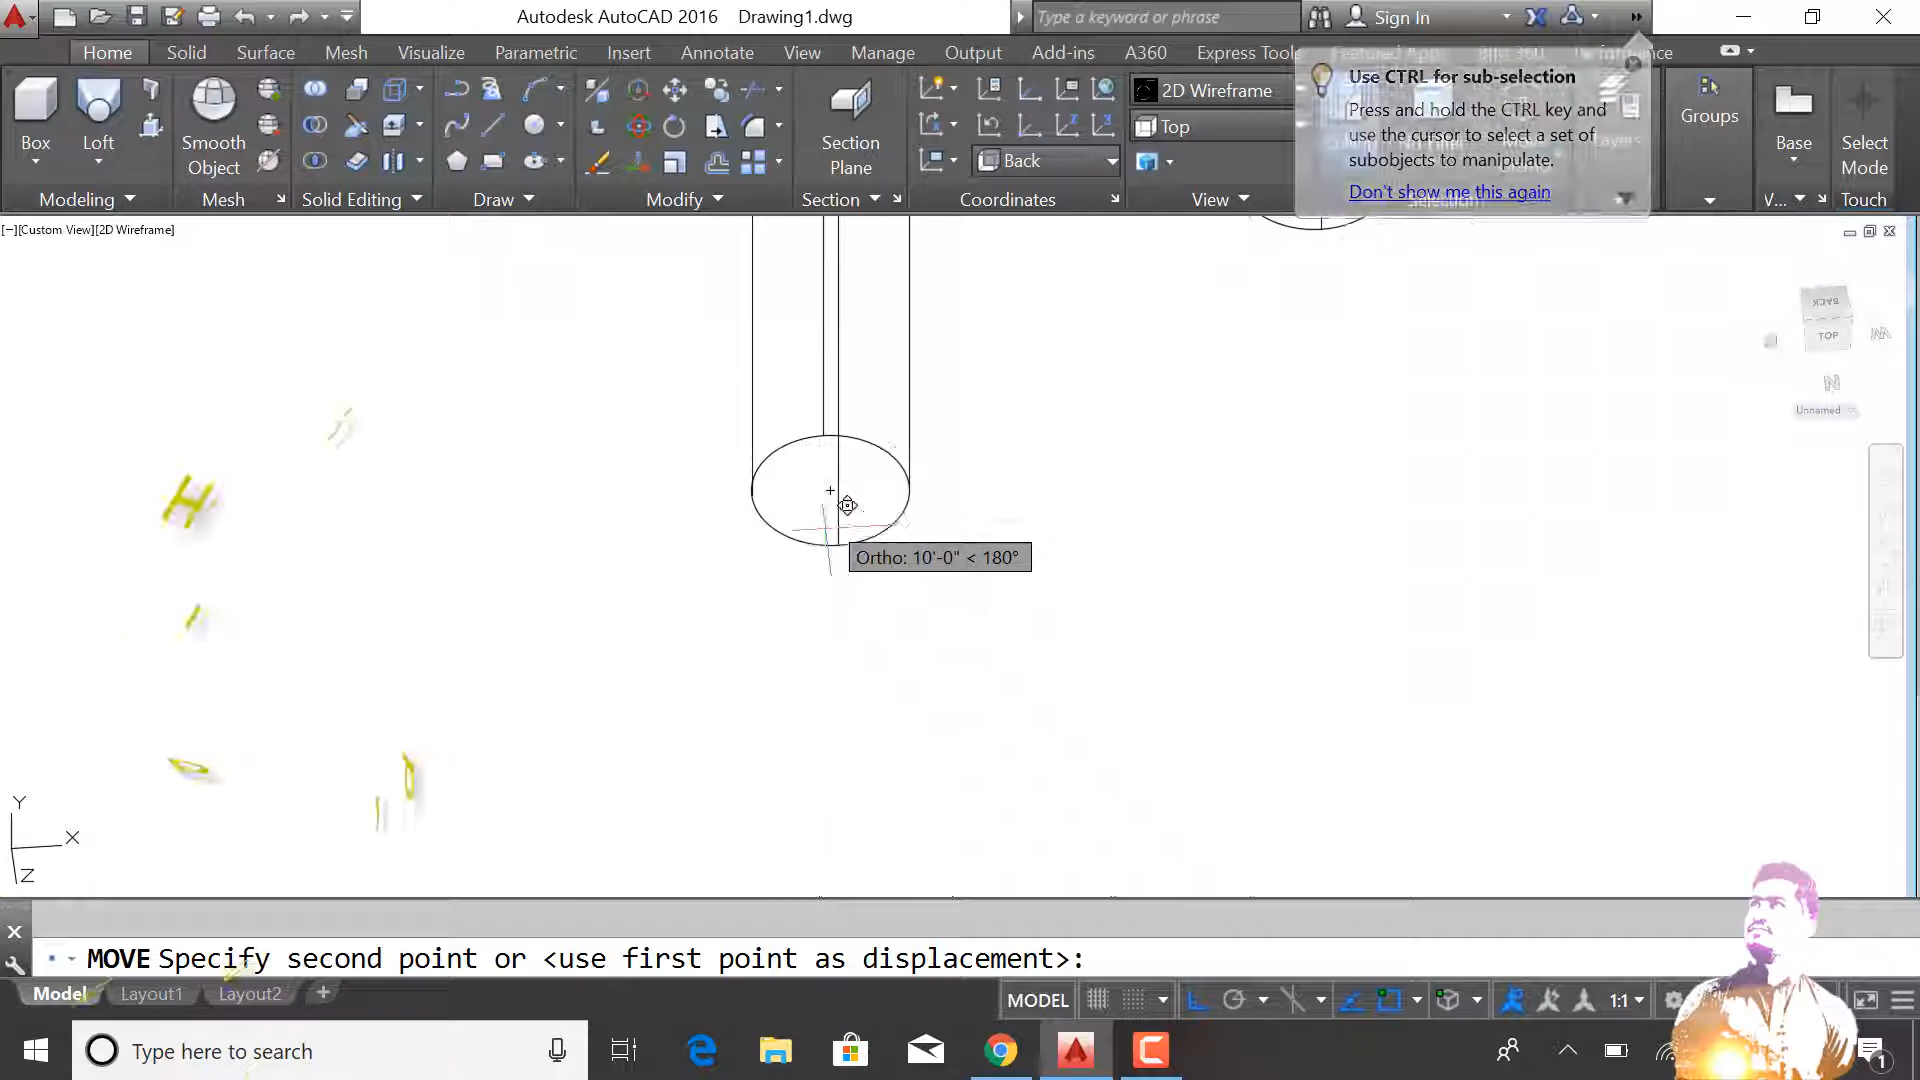 Autodesk AutoCAD 2016 Drawing1.dwg
Type a keyword or phrase
Sign In
Home Solid Surface Mesh Visualize Parametric Insert Annotate View Manage Output Add-ins A360 Express Tools
Use CTRL for sub-selection
Press and hold the CTRL key and
use the cursor to select a set of
subobjects to manipulate.
Don't show me this again
Box
Loft
Smooth
Object
Section
Plane
2D Wireframe
Top
Back
Groups
Base
Select
Mode
Modeling Mesh Solid Editing Draw Modify Section Coordinates View V... Touch
[−][Custom View][2D Wireframe]
BACK
TOP
W
N
Unnamed
Ortho: 10'-0" < 180°
H
Y
X
Z
MOVE Specify second point or <use first point as displacement>:
Model Layout1 Layout2 +
MODEL
1:1
Type here to search
1